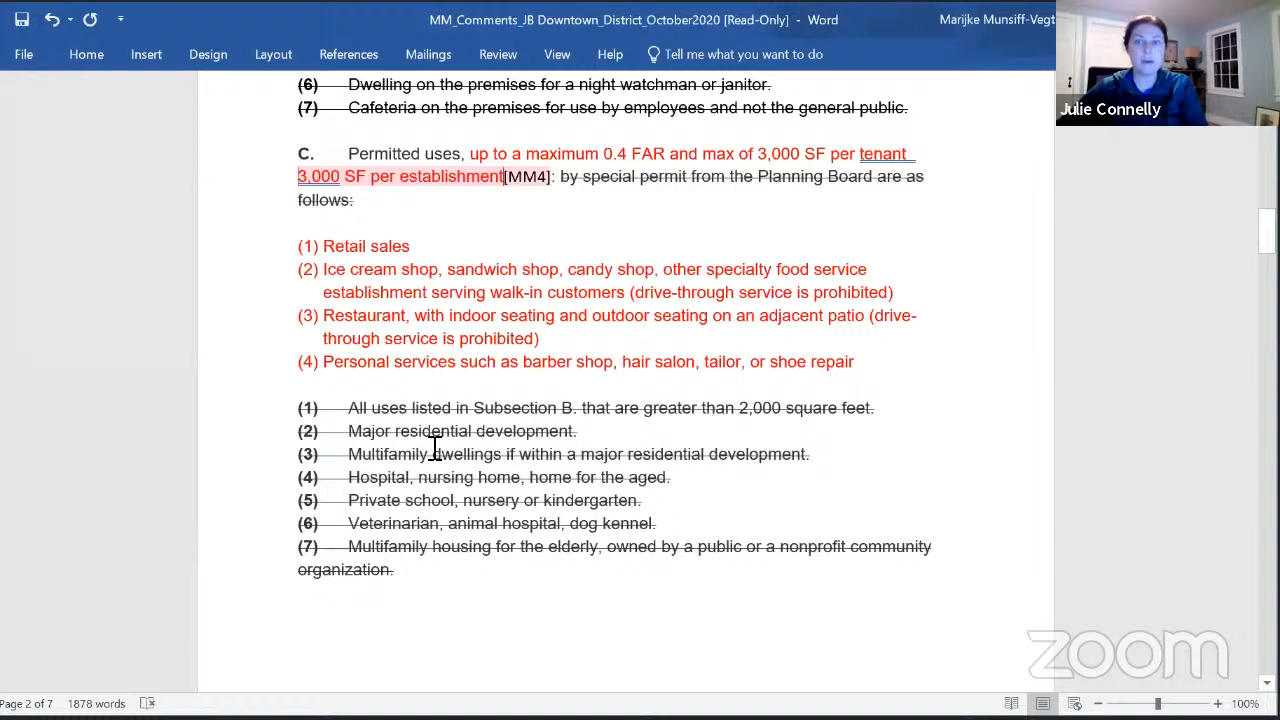 MM_Comments_JB Downtown_District_October2020 [Read-Only] - Word
Marijke Munsiff-Vegt
File Home Insert Design Layout References Mailings Review View Help Tell me what you want to do
Julie Connelly
(6) Dwelling on the premises for a night watchman or janitor.
(7) Cafeteria on the premises for use by employees and not the general public.
C. Permitted uses, up to a maximum 0.4 FAR and max of 3,000 SF per tenant
3,000 SF per establishment[MM4]: by special permit from the Planning Board are as
follows:
(1) Retail sales
(2) Ice cream shop, sandwich shop, candy shop, other specialty food service
establishment serving walk-in customers (drive-through service is prohibited)
(3) Restaurant, with indoor seating and outdoor seating on an adjacent patio (drive-
through service is prohibited)
(4) Personal services such as barber shop, hair salon, tailor, or shoe repair
(1) All uses listed in Subsection B. that are greater than 2,000 square feet.
(2) Major residential development.
(3) Multifamily dwellings if within a major residential development.
(4) Hospital, nursing home, home for the aged.
(5) Private school, nursery or kindergarten.
(6) Veterinarian, animal hospital, dog kennel.
(7) Multifamily housing for the elderly, owned by a public or a nonprofit community
organization.
zoom
Page 2 of 7 1878 words 100%